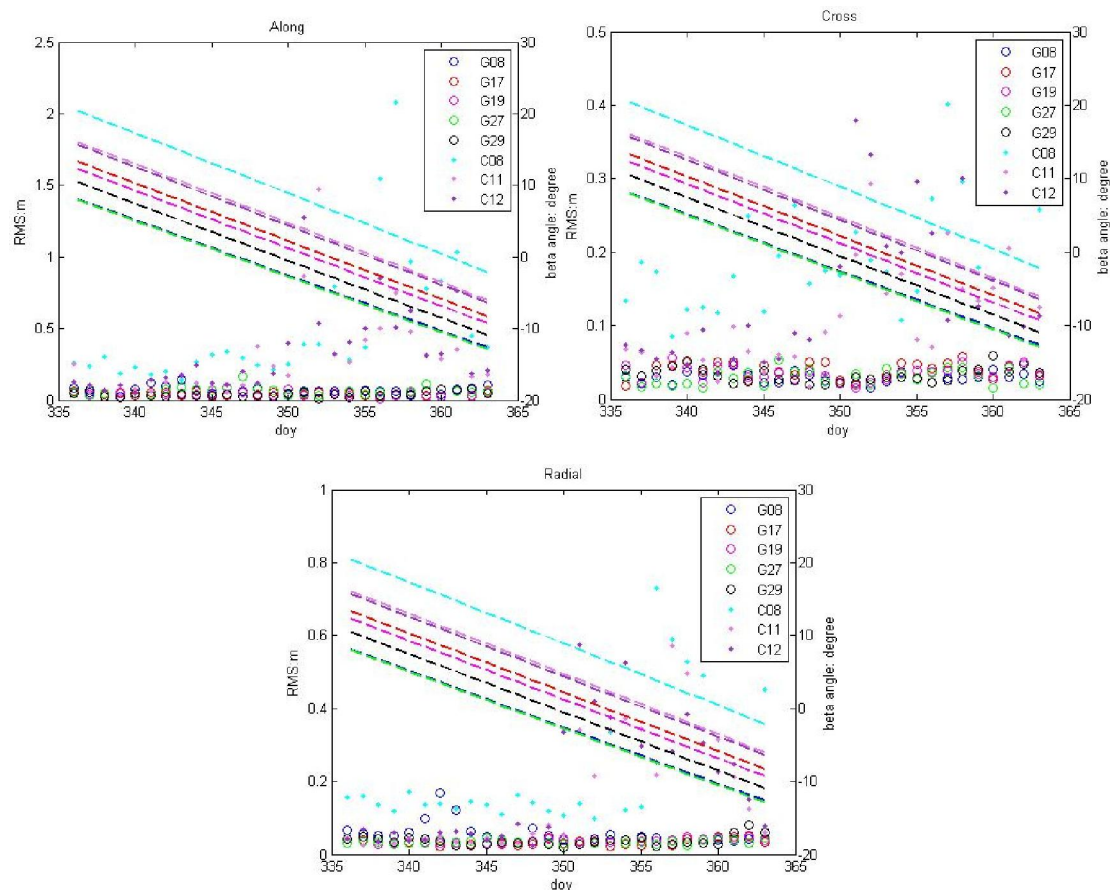 Along
2.5
2
1.5
1
0.5
0
RMS:m
30
20
10
0
-10
-20
beta angle: degree
G08
G17
G19
G27
G29
C08
C11
C12
335 340 345 350 355 360 365
doy
Cross
0.5
0.4
0.3
0.2
0.1
0
RMS:m
30
20
10
0
-10
-20
beta angle: degree
G08
G17
G19
G27
G29
C08
C11
C12
335 340 345 350 355 360 365
doy
Radial
1
0.8
0.6
0.4
0.2
0
RMS:m
30
20
10
0
-10
-20
beta angle: degree
G08
G17
G19
G27
G29
C08
C11
C12
335 340 345 350 355 360 365
doy